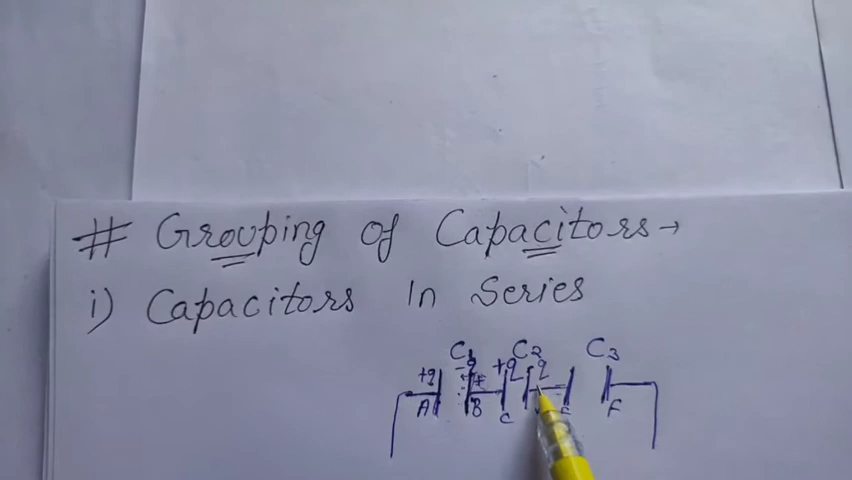 # Grouping of Capacitors →
i) Capacitors In Series
C1 C2 C3
+q -q + +q q
A B C F